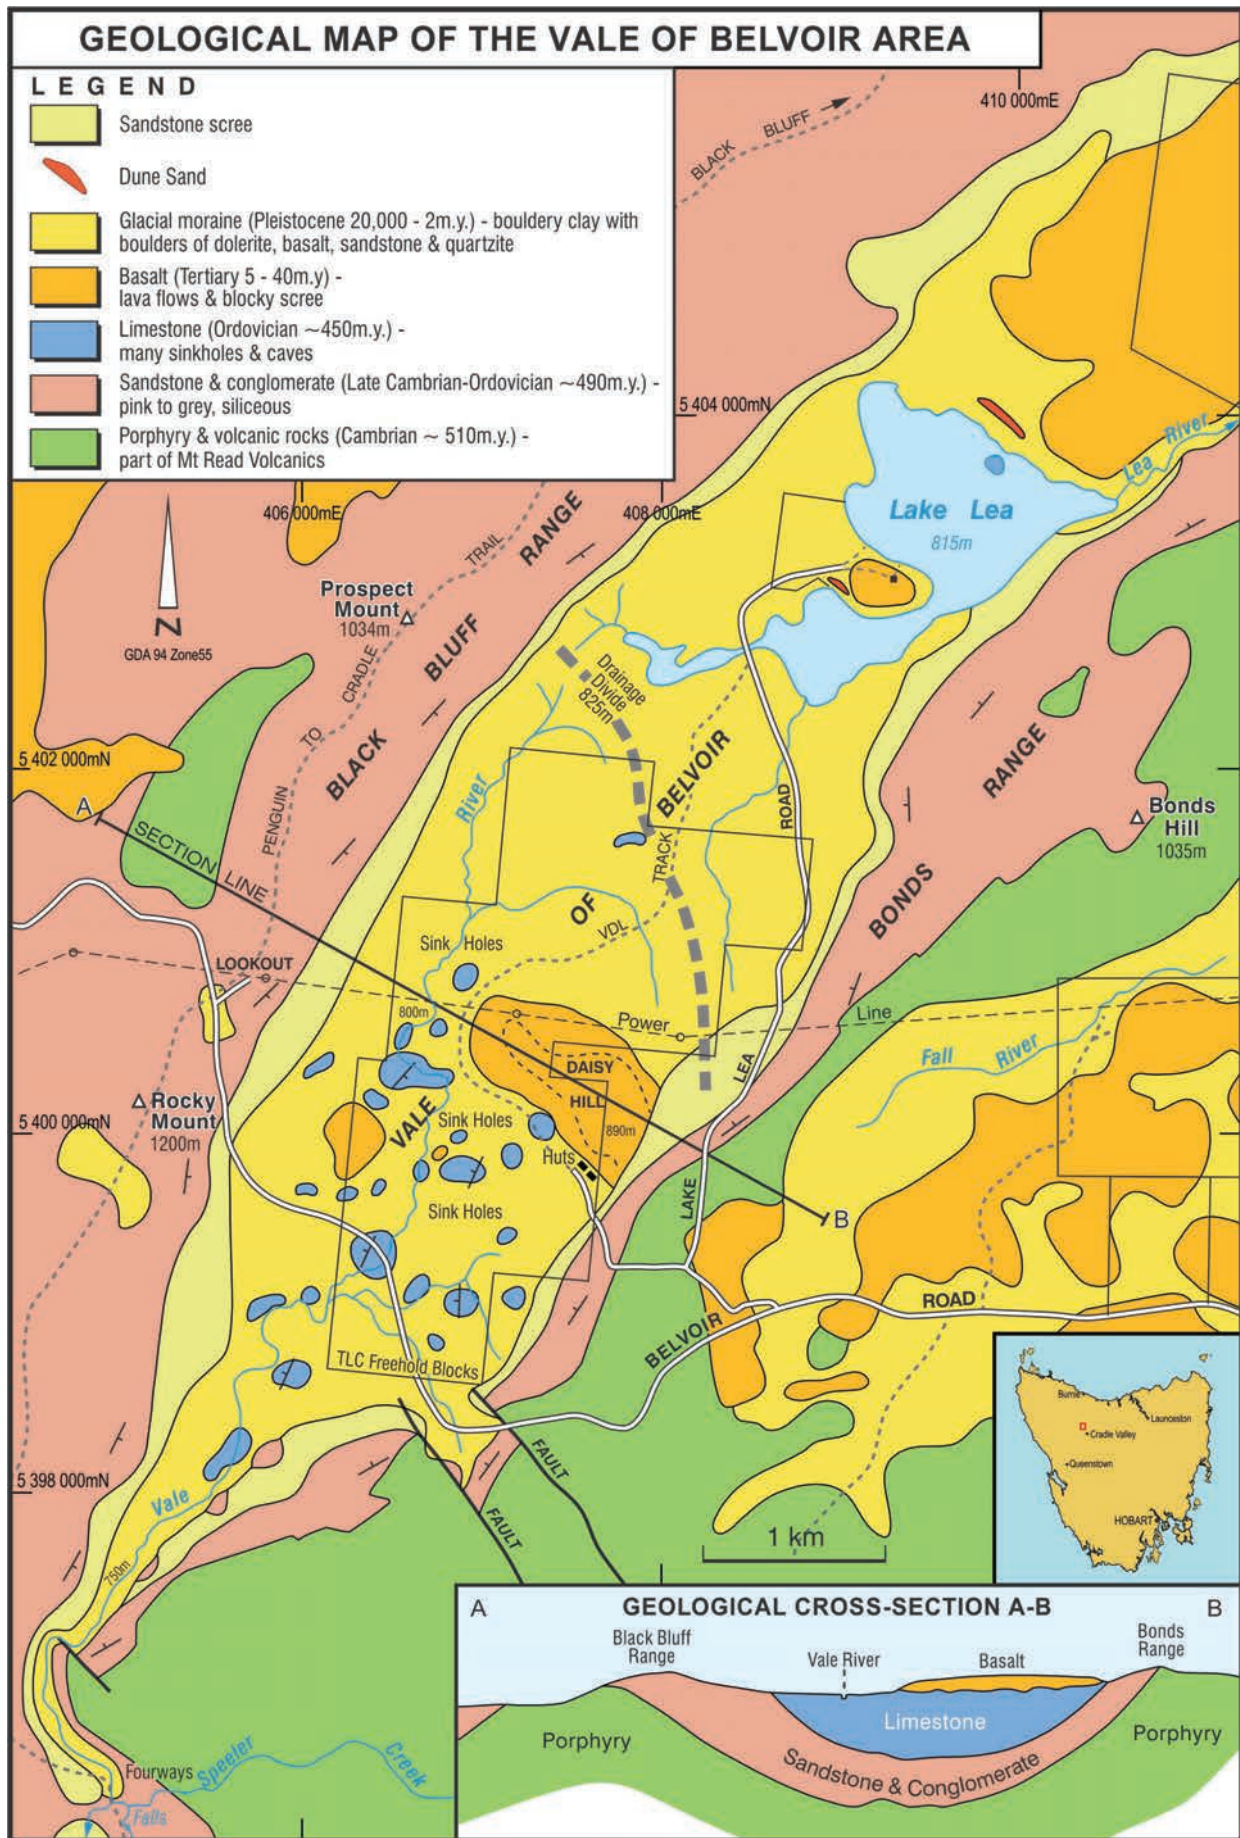 GEOLOGICAL MAP OF THE VALE OF BELVOIR AREA
LEGEND
Sandstone scree
Dune Sand
Glacial moraine (Pleistocene 20,000 - 2m.y.) - bouldery clay with
boulders of dolerite, basalt, sandstone & quartzite
Basalt (Tertiary 5 - 40m.y) -
lava flows & blocky scree
Limestone (Ordovician ~450m.y.) -
many sinkholes & caves
Sandstone & conglomerate (Late Cambrian-Ordovician ~490m.y.) -
pink to grey, siliceous
Porphyry & volcanic rocks (Cambrian ~ 510m.y.) -
part of Mt Read Volcanics
410 000mE
BLACK BLUFF
5 404 000mN
Lea River
Lake Lea
815m
406 000mE
408 000mE
N
GDA 94 Zone55
Prospect
Mount
1034m
PENGUIN TO CRADLE TRAIL
BLACK BLUFF RANGE
Drainage
Divide
825m
5 402 000mN
A
SECTION LINE
River
VALE OF BELVOIR
VDL TRACK
LAKE LEA ROAD
BONDS RANGE
Bonds
Hill
1035m
LOOKOUT
Sink Holes
800m
Power Line
Fall River
DAISY
HILL
890m
Rocky
Mount
1200m
5 400 000mN
Sink Holes
Huts
Sink Holes
B
BELVOIR ROAD
TLC Freehold Blocks
FAULT
FAULT
5 398 000mN
Vale
750m
1 km
Burnie
Launceston
Cradle Valley
Queenstown
HOBART
Fourways
Speeler Creek
Falls
A
GEOLOGICAL CROSS-SECTION A-B
B
Black Bluff
Range
Vale River
Basalt
Bonds
Range
Limestone
Porphyry
Sandstone & Conglomerate
Porphyry